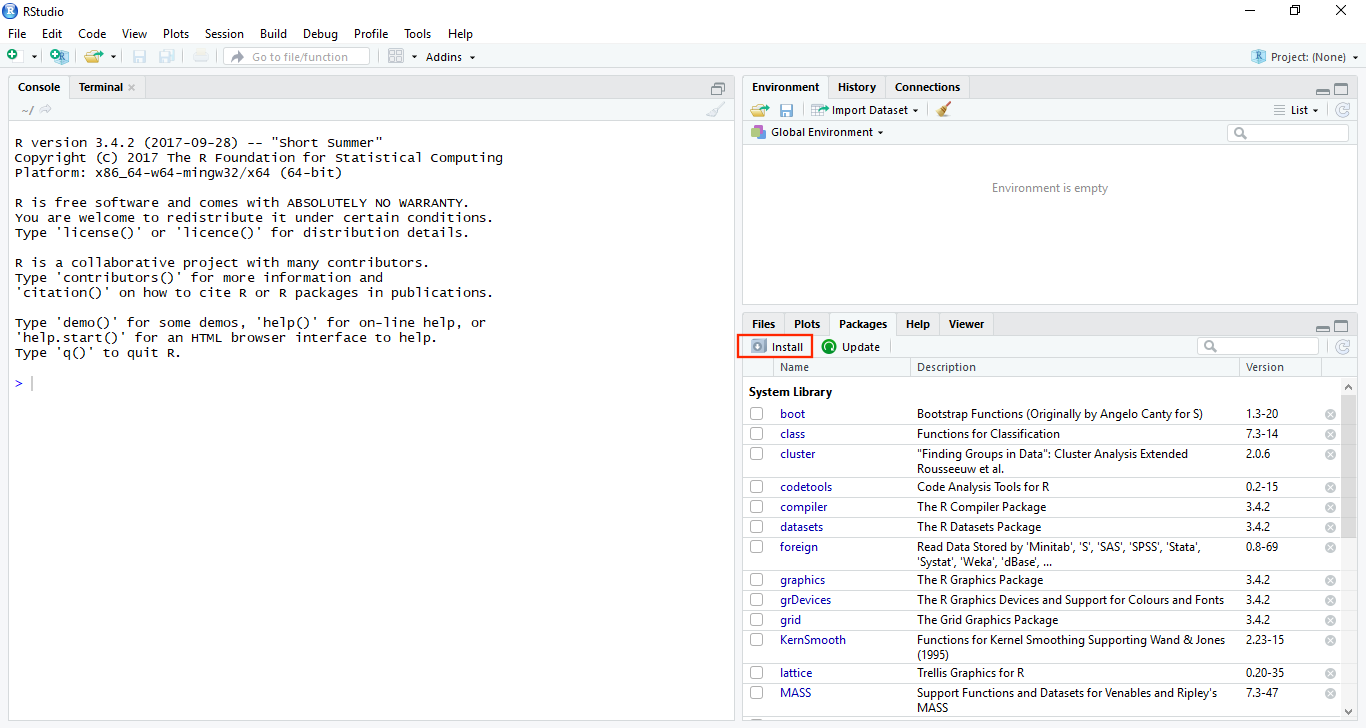 RStudio
File Edit Code View Plots Session Build Debug Profile Tools Help
Go to file/function Addins Project: (None)
Console Terminal
~/
R version 3.4.2 (2017-09-28) -- "Short Summer"
Copyright (C) 2017 The R Foundation for Statistical Computing
Platform: x86_64-w64-mingw32/x64 (64-bit)
R is free software and comes with ABSOLUTELY NO WARRANTY.
You are welcome to redistribute it under certain conditions.
Type 'license()' or 'licence()' for distribution details.
R is a collaborative project with many contributors.
Type 'contributors()' for more information and
'citation()' on how to cite R or R packages in publications.
Type 'demo()' for some demos, 'help()' for on-line help, or
'help.start()' for an HTML browser interface to help.
Type 'q()' to quit R.
>
Environment History Connections
Import Dataset List
Global Environment
Environment is empty
Files Plots Packages Help Viewer
Install Update
Name Description Version
System Library
boot Bootstrap Functions (Originally by Angelo Canty for S) 1.3-20
class Functions for Classification 7.3-14
cluster "Finding Groups in Data": Cluster Analysis Extended 2.0.6
Rousseeuw et al.
codetools Code Analysis Tools for R 0.2-15
compiler The R Compiler Package 3.4.2
datasets The R Datasets Package 3.4.2
foreign Read Data Stored by 'Minitab', 'S', 'SAS', 'SPSS', 'Stata', 0.8-69
'Systat', 'Weka', 'dBase', ...
graphics The R Graphics Package 3.4.2
grDevices The R Graphics Devices and Support for Colours and Fonts 3.4.2
grid The Grid Graphics Package 3.4.2
KernSmooth Functions for Kernel Smoothing Supporting Wand & Jones 2.23-15
(1995)
lattice Trellis Graphics for R 0.20-35
MASS Support Functions and Datasets for Venables and Ripley's 7.3-47
MASS